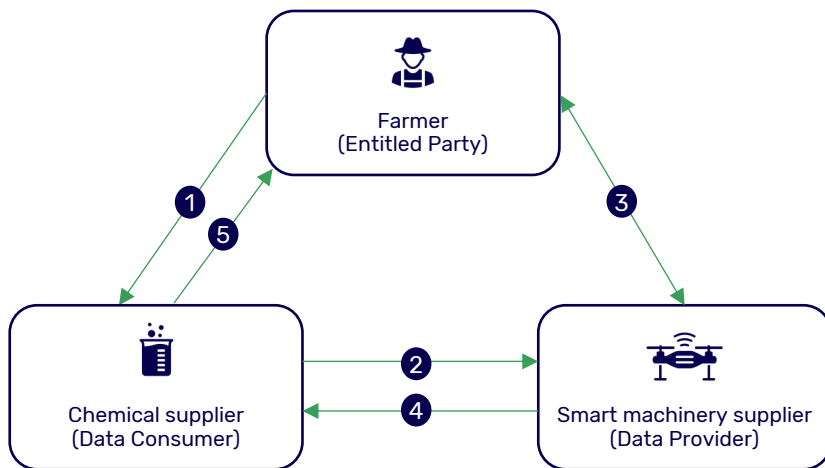 Farmer
(Entitled Party)
1
3
5
2
4
Chemical supplier
(Data Consumer)
Smart machinery supplier
(Data Provider)